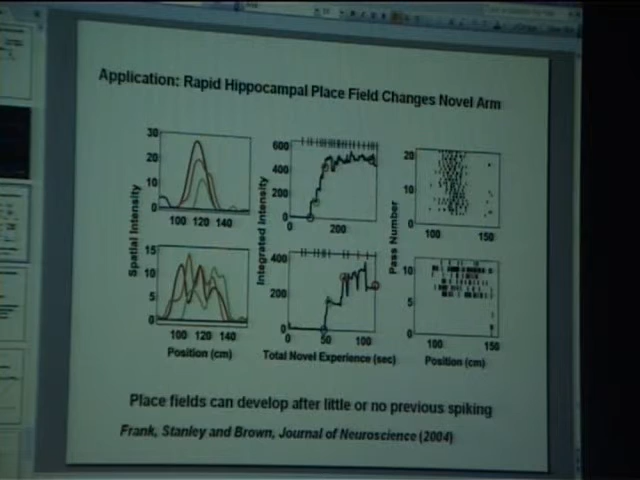 Application: Rapid Hippocampal Place Field Changes Novel Arm
Spatial Intensity
30
20
10
0
100 120 140
Integrated Intensity
600
400
200
0
0 200
Pass Number
20
10
0
100 150
15
10
5
0
100 120 140
Position (cm)
400
200
0
0 50 100
Total Novel Experience (sec)
10
5
0
100 150
Position (cm)
Place fields can develop after little or no previous spiking
Frank, Stanley and Brown, Journal of Neuroscience (2004)